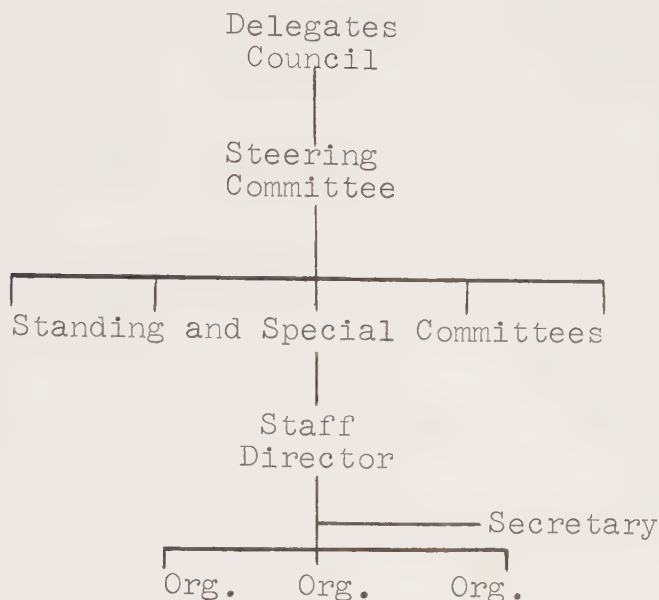 Delegates
Council
Steering
Committee
Standing and Special Committees
Staff
Director
Secretary
Org. Org. Org.